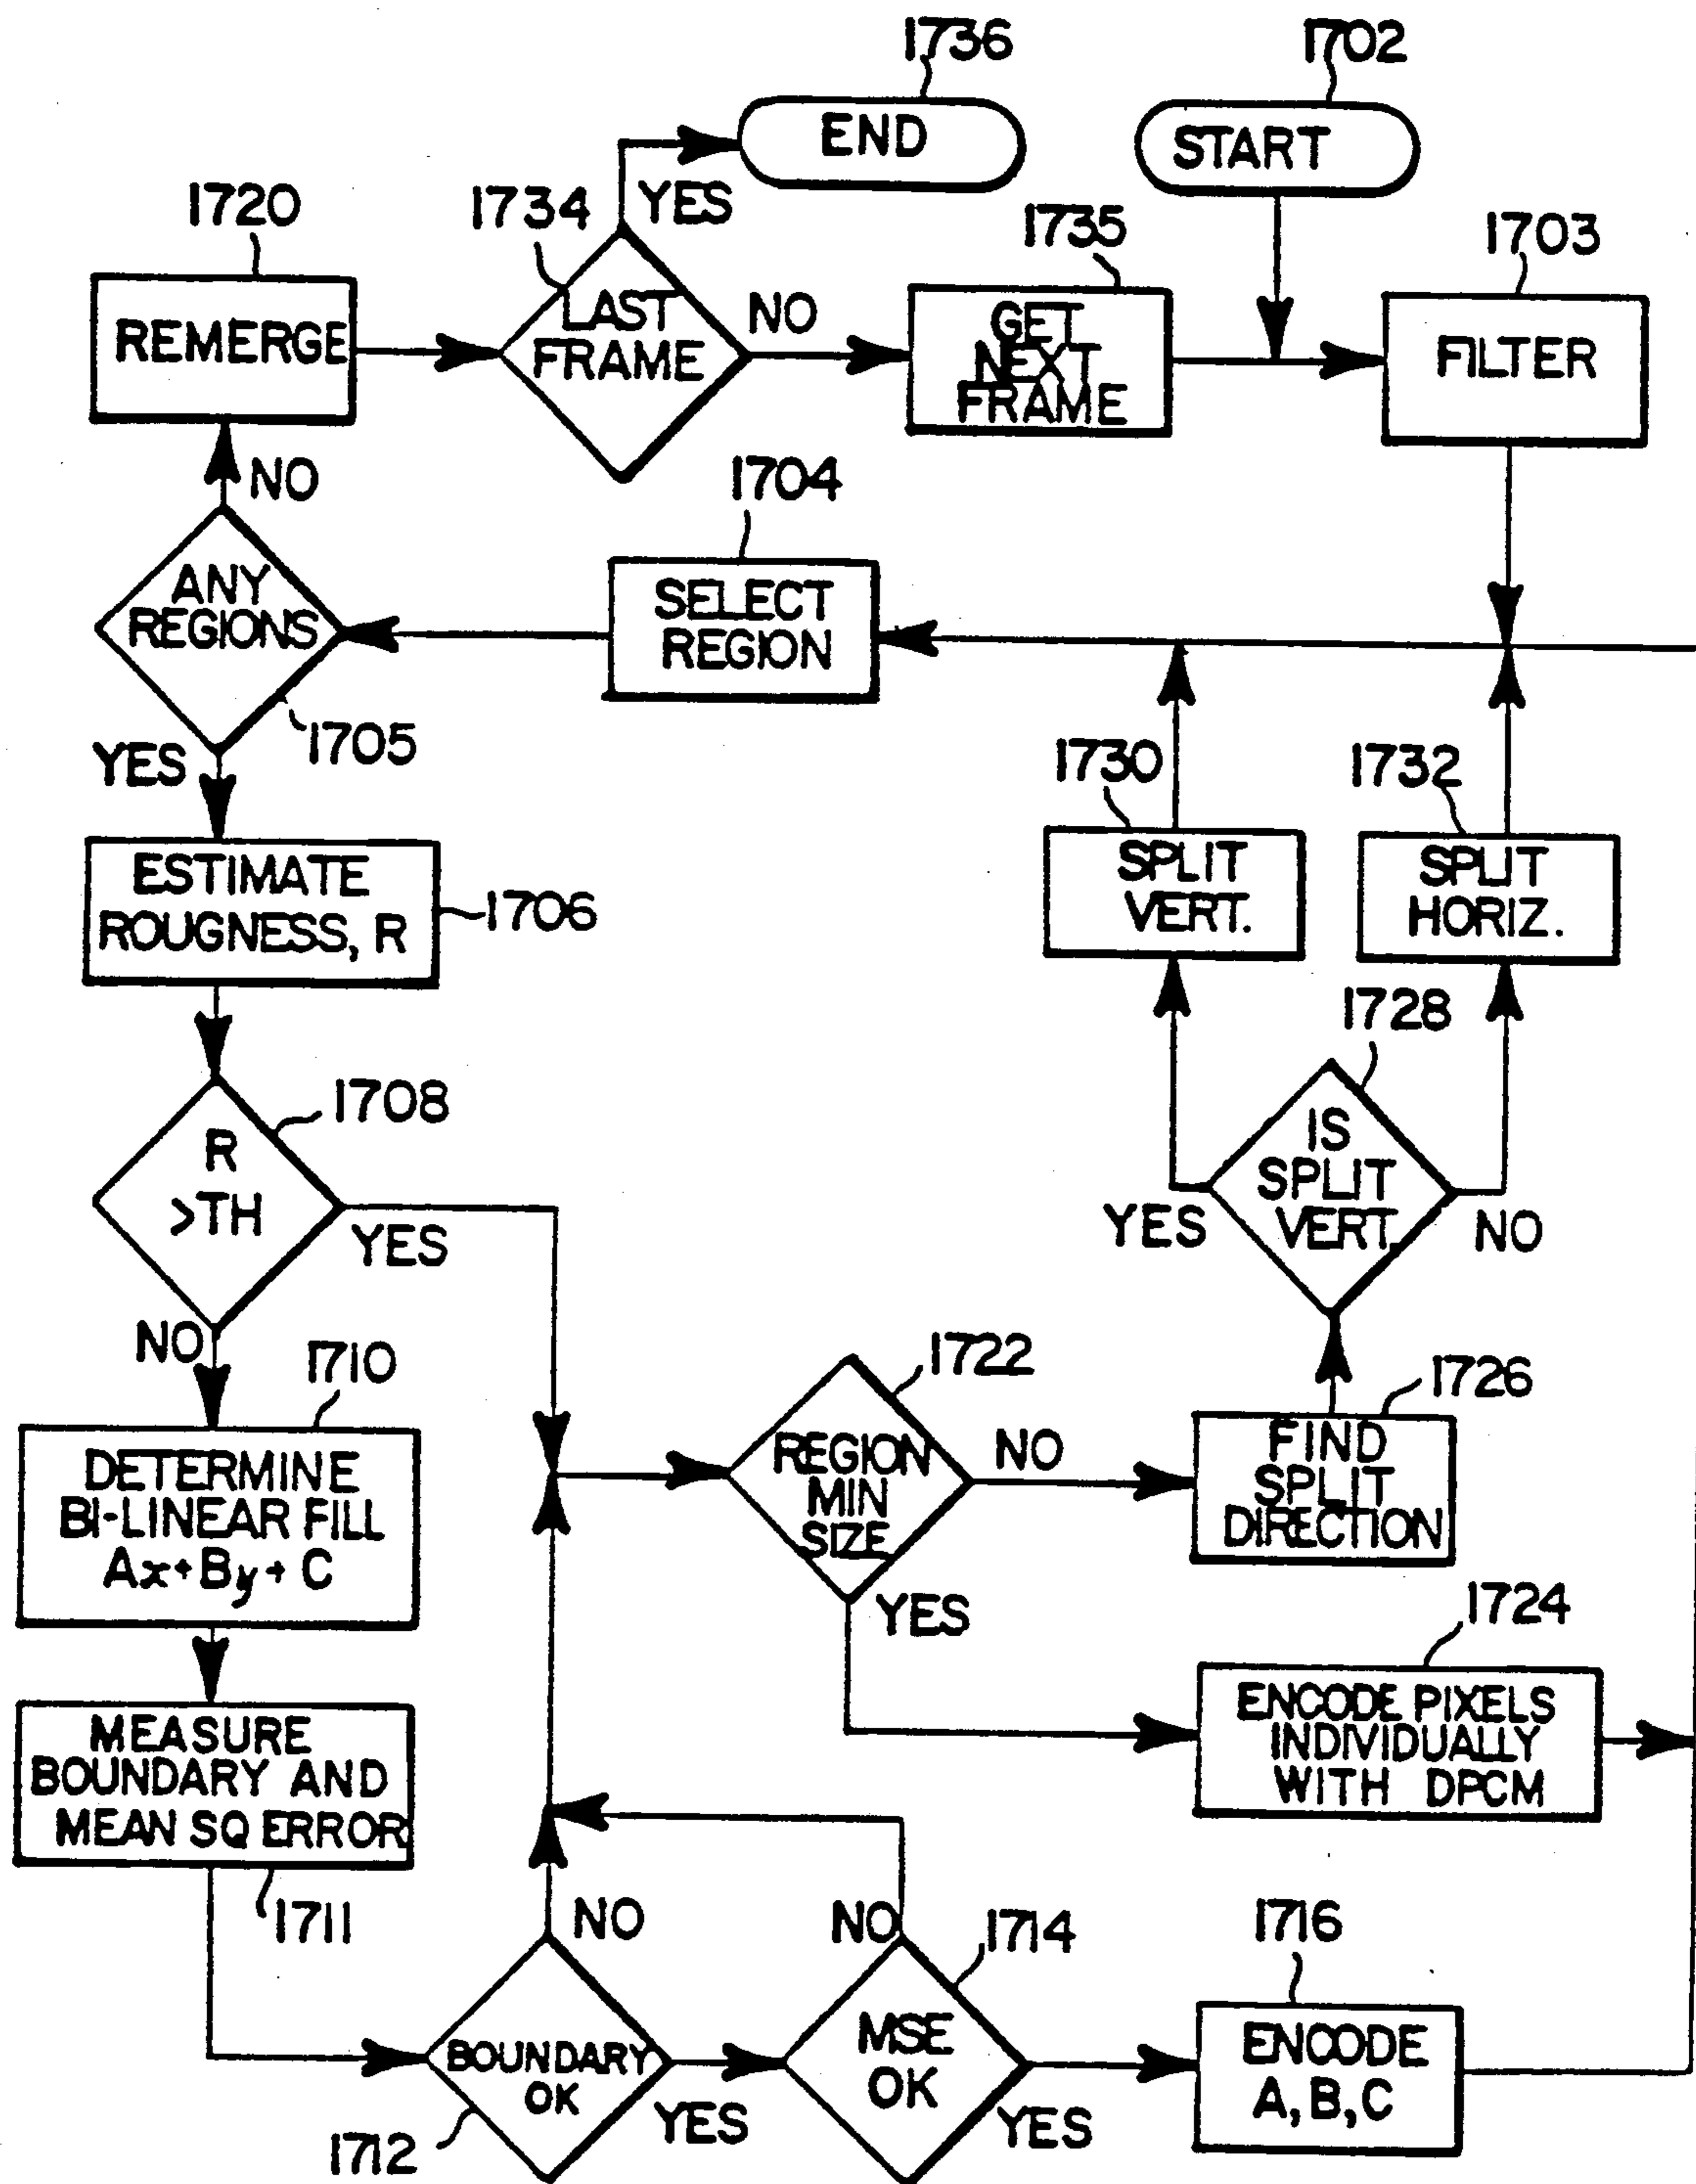 1736
1702
END
START
1720
1734
YES
1735
1703
REMERGE
LAST
FRAME
NO
GET
NEXT
FRAME
FILTER
NO
1704
ANY
REGIONS
SELECT
REGION
1705
YES
1730
1732
ESTIMATE
ROUGNESS, R
1706
SPLIT
VERT.
SPLIT
HORIZ.
1728
1708
R
>TH
YES
IS
SPLIT
VERT.
YES
NO
NO
1710
1722
1726
DETERMINE
BI-LINEAR FILL
Ax+By+C
REGION
MIN
SIZE
NO
FIND
SPLIT
DIRECTION
YES
1724
MEASURE
BOUNDARY AND
MEAN SQ ERROR
ENCODE PIXELS
INDIVIDUALLY
WITH DPCM
1711
NO
NO
1714
1716
BOUNDARY
OK
YES
MSE
OK
YES
ENCODE
A, B, C
1712